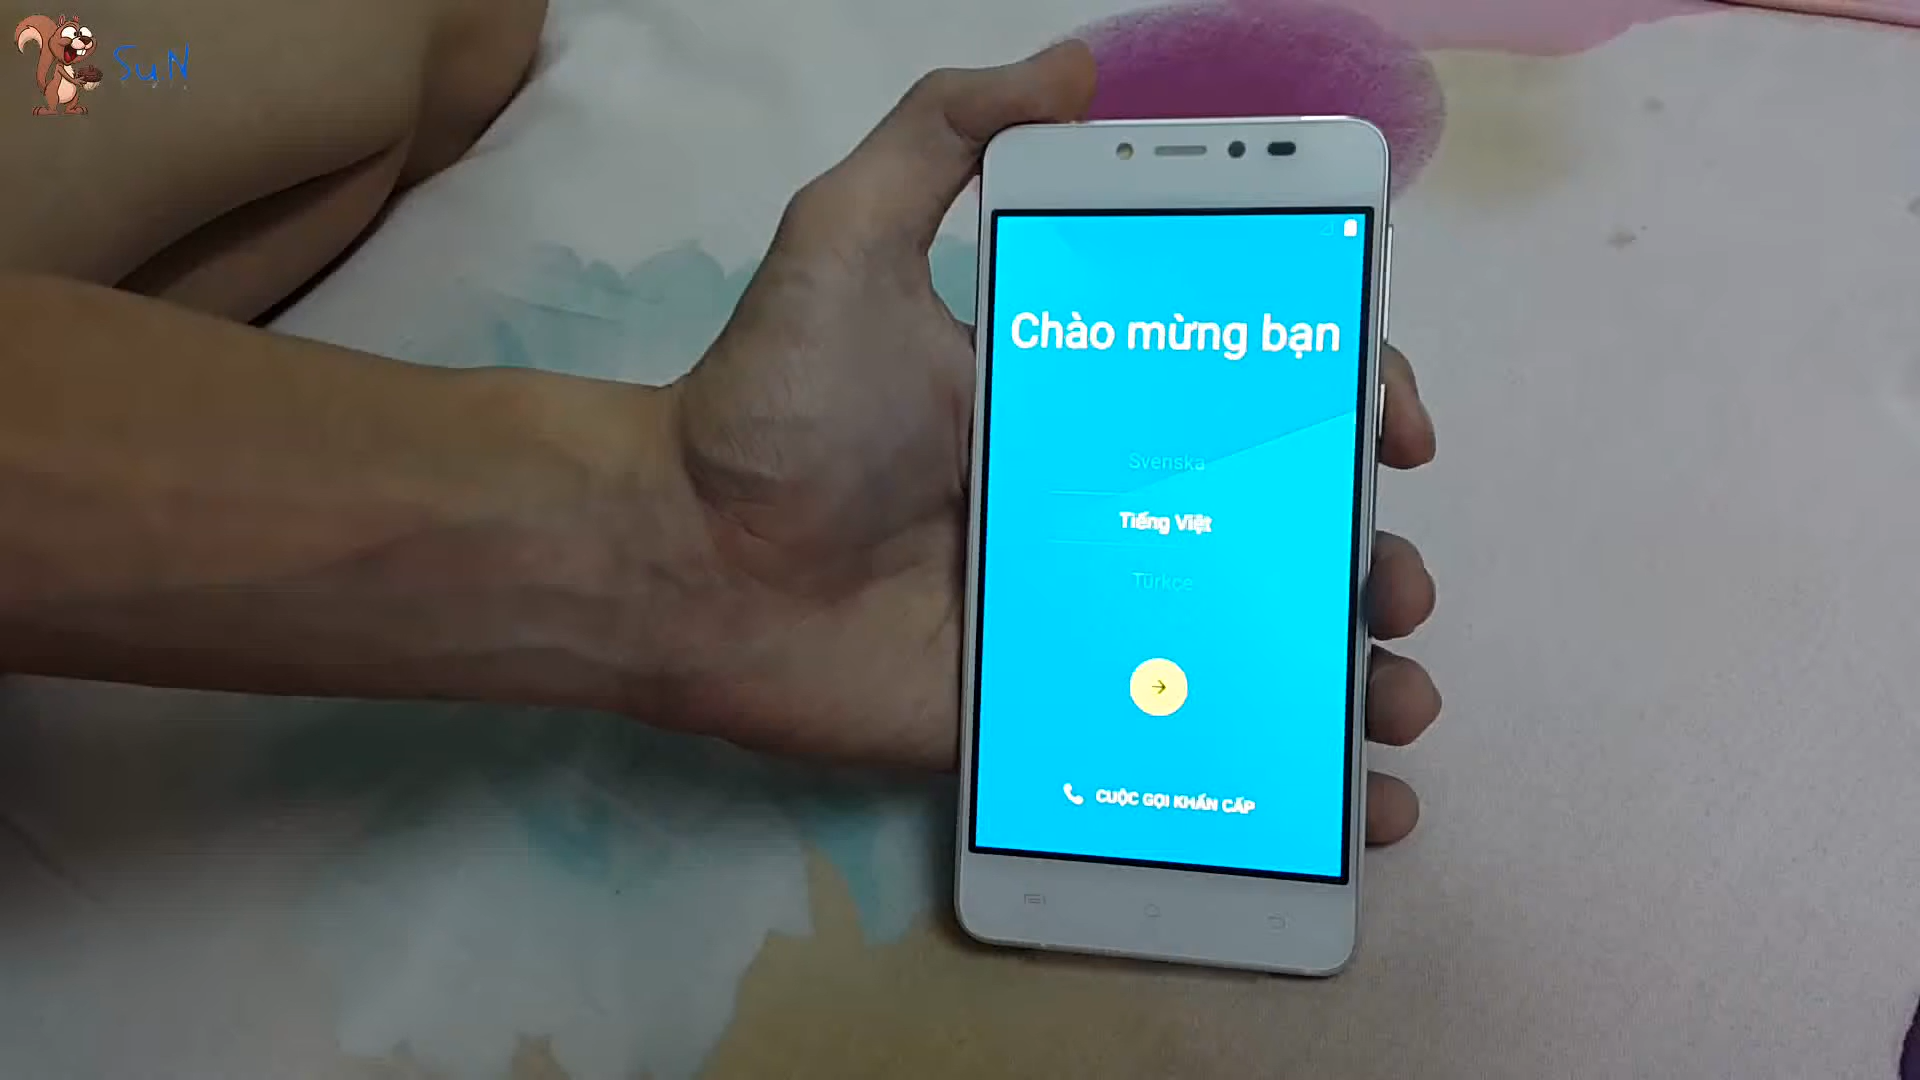 SuN
Chào mừng bạn
Svenska
Tiếng Việt
Türkçe
CUỘC GỌI KHẨN CẤP